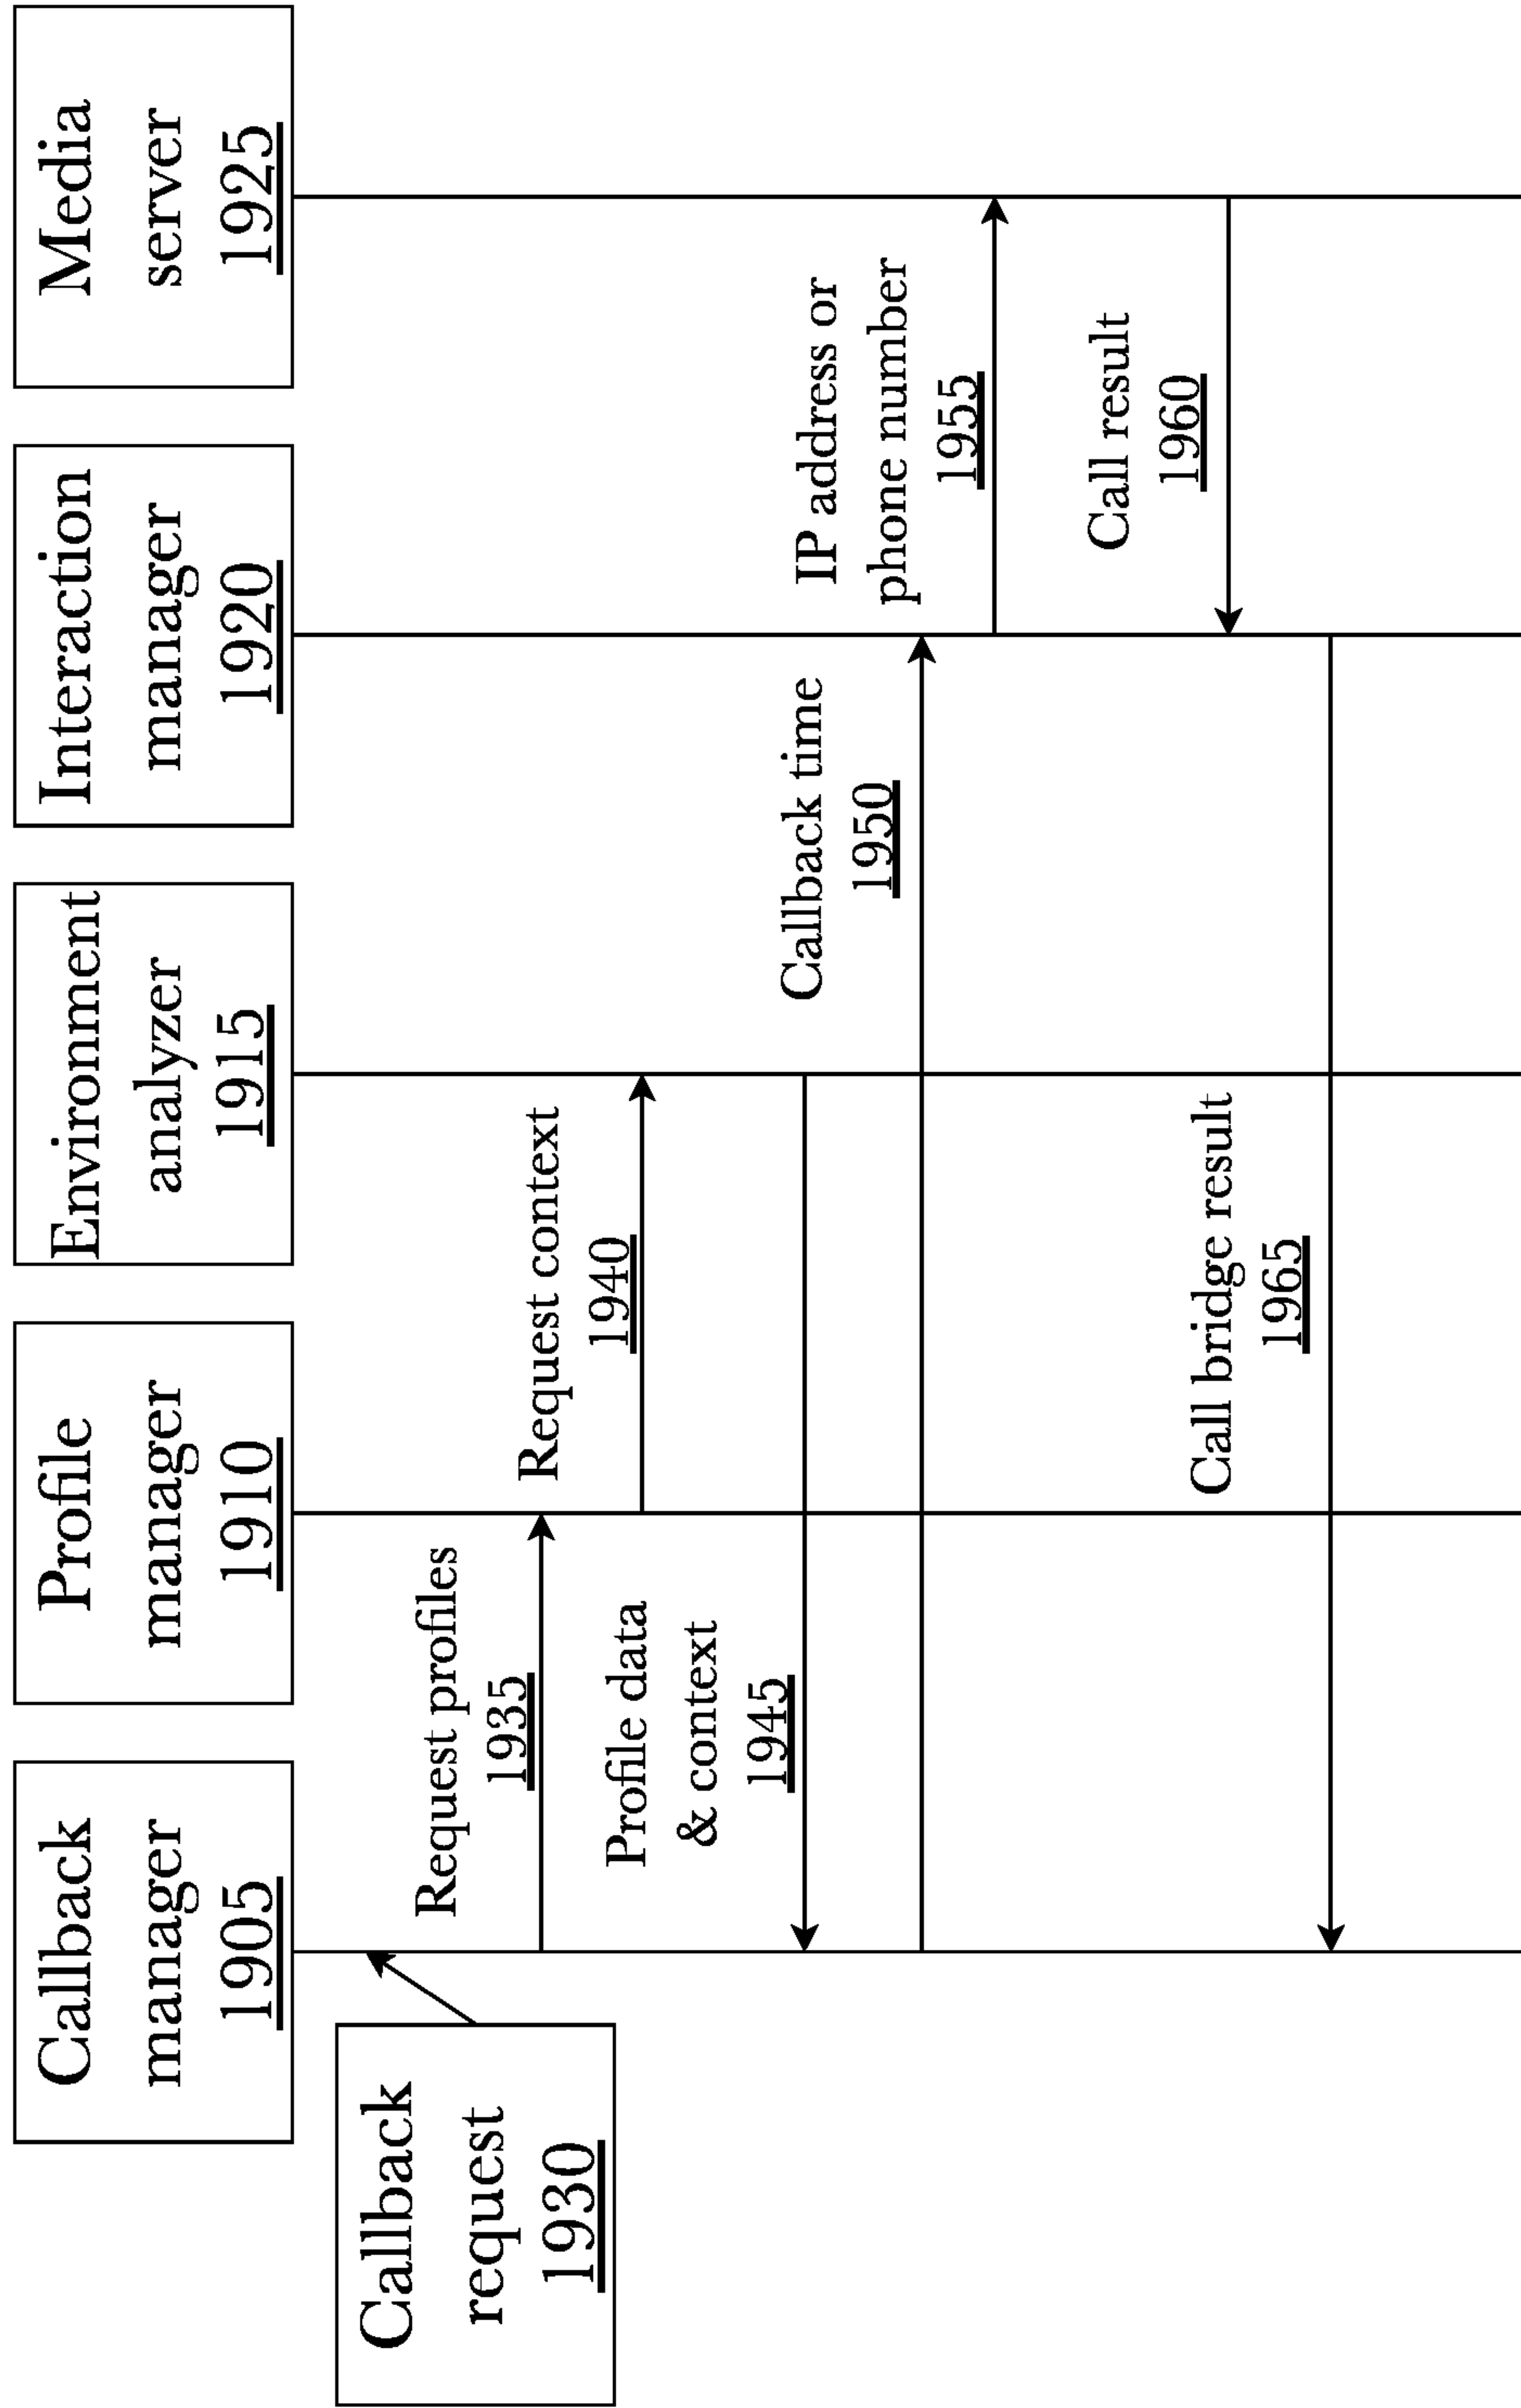 Callback
manager
1905
Profile
manager
1910
Environment
analyzer
1915
Interaction
manager
1920
Media
server
1925
Callback
request
1930
Request profiles
1935
Request context
1940
Profile data
& context
1945
Callback time
1950
IP address or
phone number
1955
Call result
1960
Call bridge result
1965